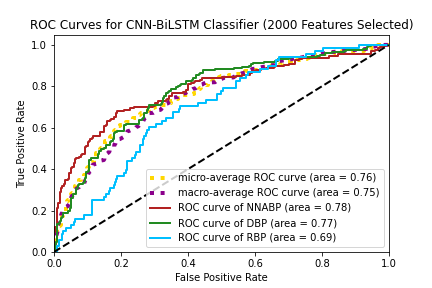 ROC Curves for CNN-BiLSTM Classifier (2000 Features Selected)
1.0
0.8
0.6
0.4
0.2
0.0
True Positive Rate
micro-average ROC curve (area = 0.76)
macro-average ROC curve (area = 0.75)
ROC curve of NNABP (area = 0.78)
ROC curve of DBP (area = 0.77)
ROC curve of RBP (area = 0.69)
0.0 0.2 0.4 0.6 0.8 1.0
False Positive Rate